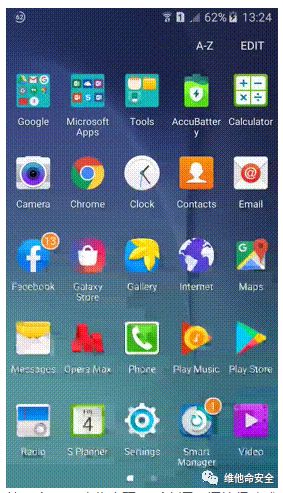 62 1 62% 13:24
A-Z EDIT
Google Microsoft Apps Tools AccuBattery Calculator
Camera Chrome Clock Contacts Email
13
Facebook Galaxy Store Gallery Internet Maps
Messages Opera Max Phone Play Music Play Store
FRI
4
1
Radio S Planner Settings Smart Manager Video
维他命安全